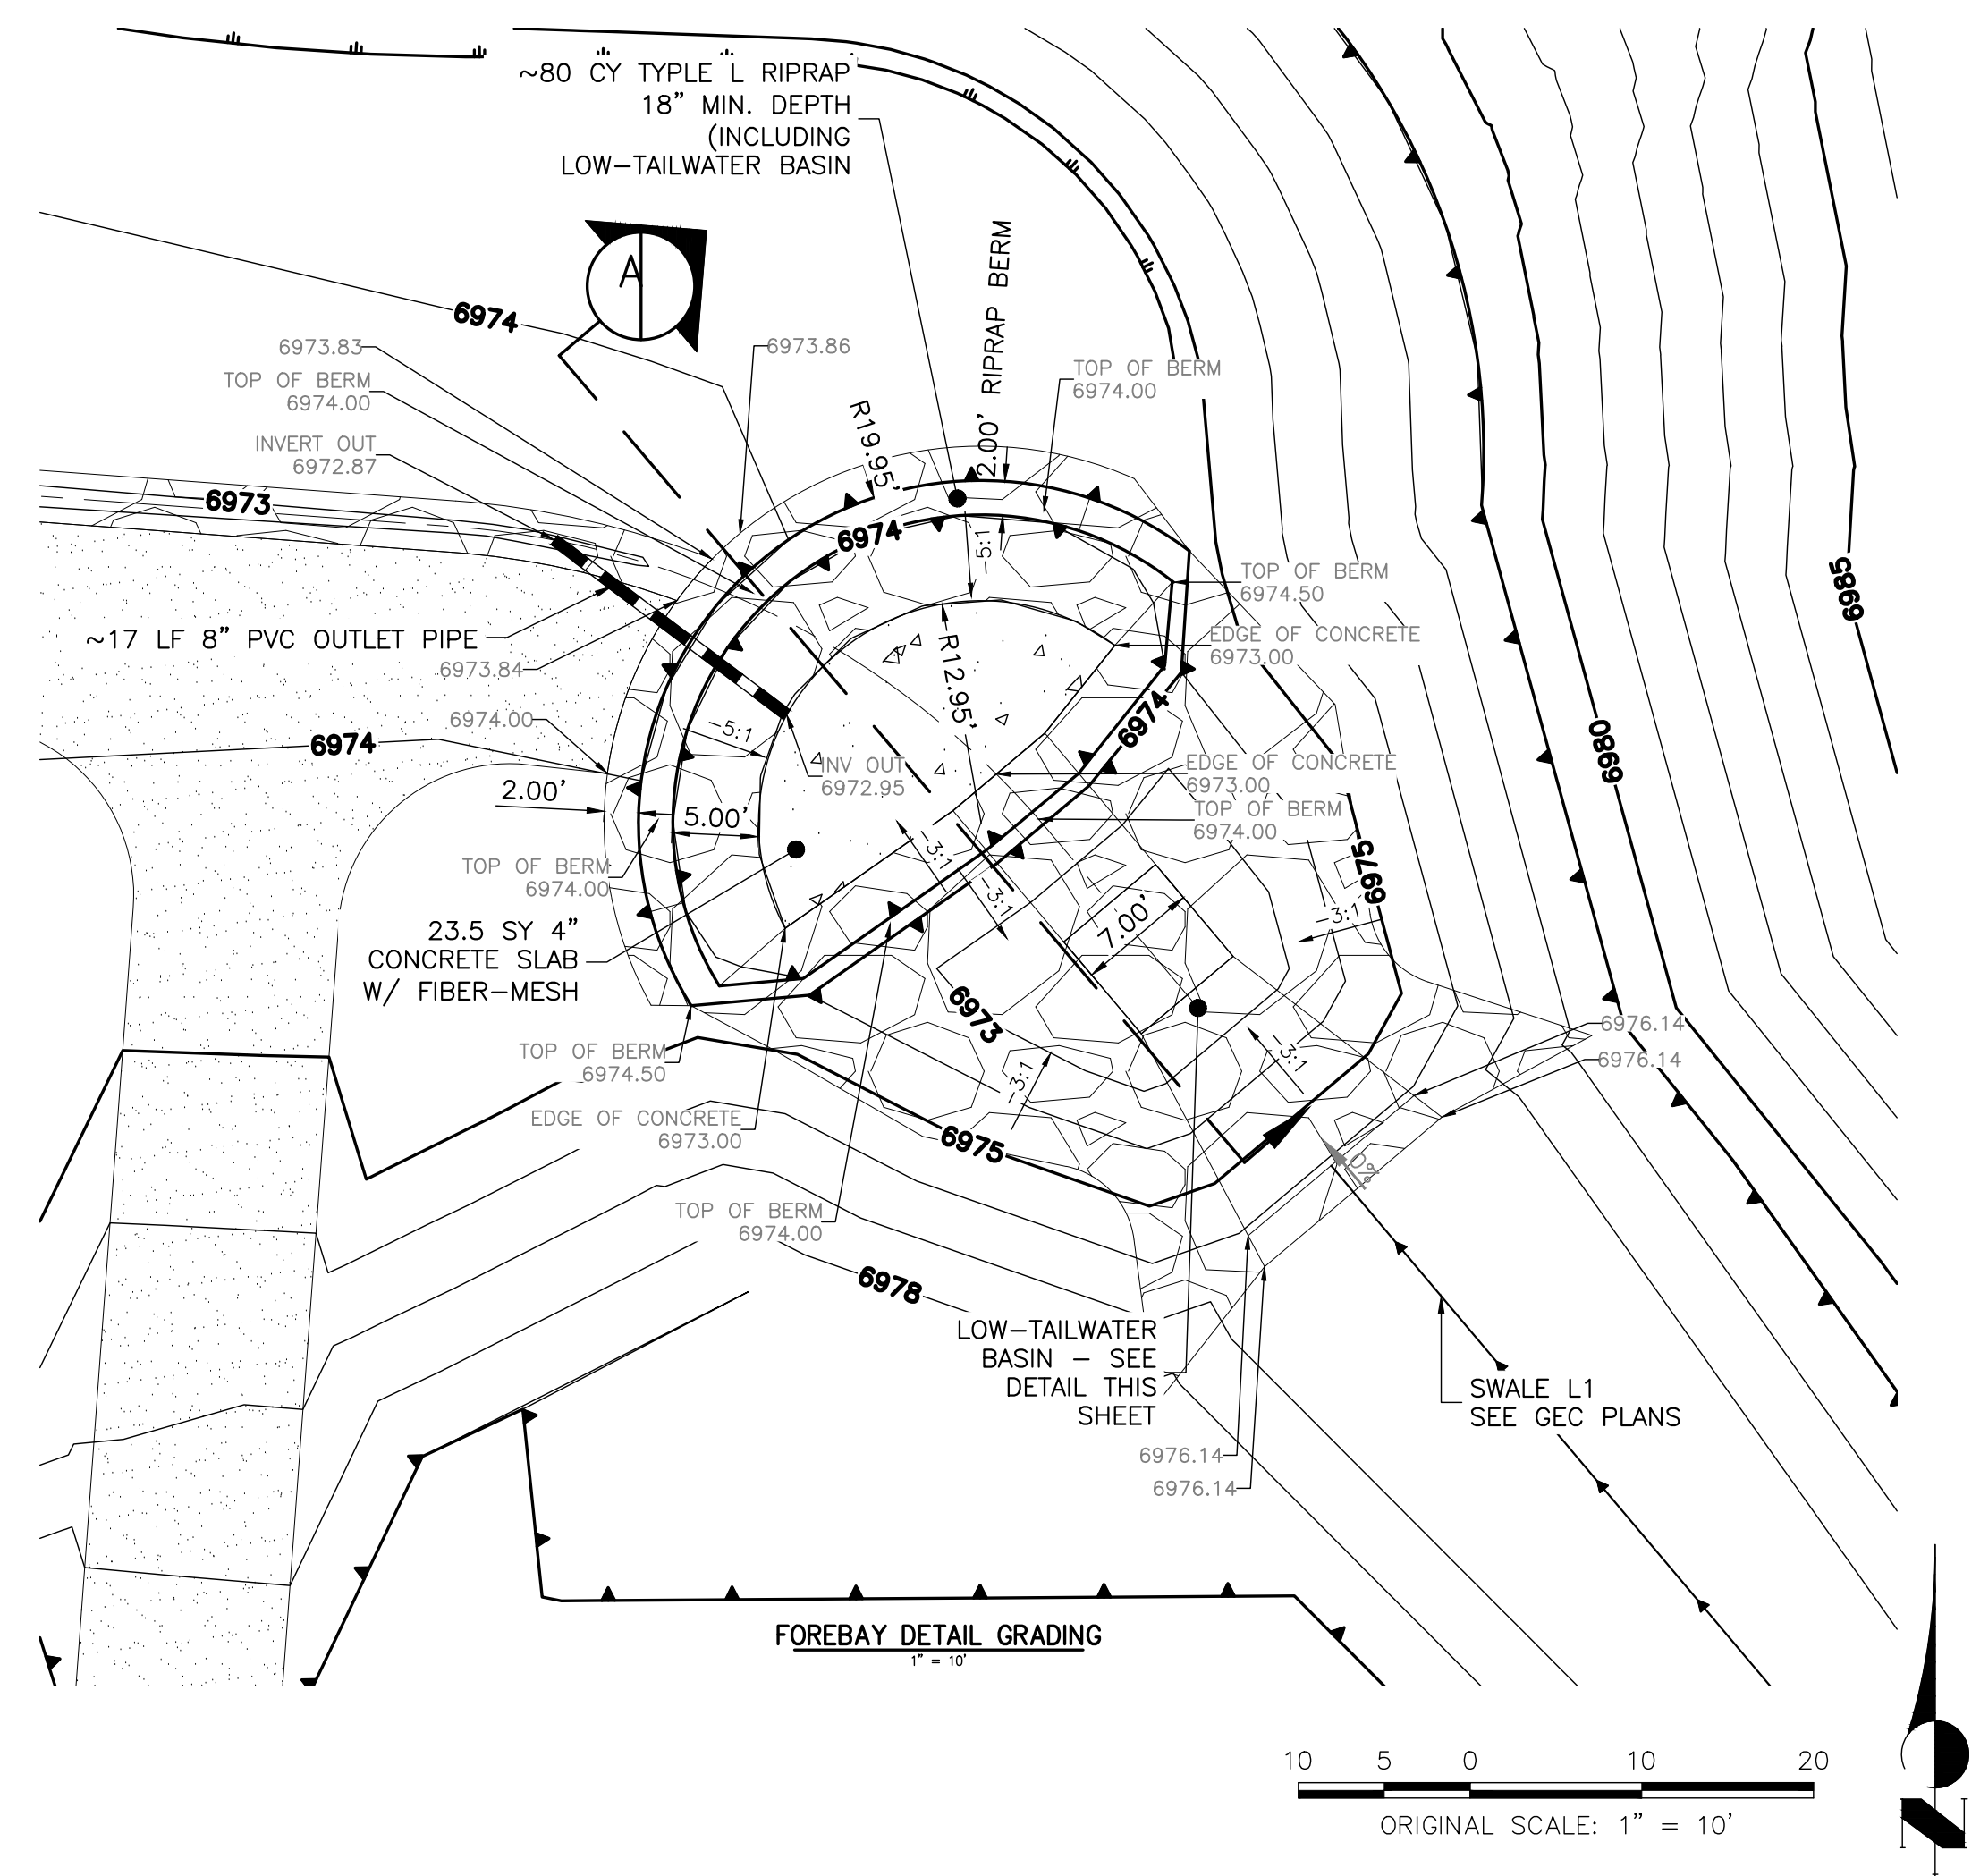 ~80 CY TYPLE L RIPRAP
18" MIN. DEPTH
(INCLUDING
LOW-TAILWATER BASIN
A
2.00' RIPRAP BERM
6974
6973.83
6973.86
TOP OF BERM
6974.00
TOP OF BERM
6974.00
R19.95'
INVERT OUT
6972.87
6973
6974
-5:1
TOP OF BERM
6974.50
6985
~17 LF 8" PVC OUTLET PIPE
EDGE OF CONCRETE
6973.00
6973.84
R12.95'
6974
6974.00
6974
-5:1
6980
INV OUT
6972.95
EDGE OF CONCRETE
6973.00
2.00'
5.00'
TOP OF BERM
6974.00
-3:1
6975
TOP OF BERM
6974.00
-3:1
7.00'
-3:1
23.5 SY 4"
CONCRETE SLAB
W/ FIBER-MESH
6973
6976.14
-3:1
6976.14
TOP OF BERM
6974.50
-3:1
EDGE OF CONCRETE
6973.00
6975
0%
TOP OF BERM
6974.00
6978
LOW-TAILWATER
BASIN - SEE
DETAIL THIS
SHEET
SWALE L1
SEE GEC PLANS
6976.14
6976.14
FOREBAY DETAIL GRADING
1" = 10'
10 5 0 10 20
ORIGINAL SCALE: 1" = 10'
N